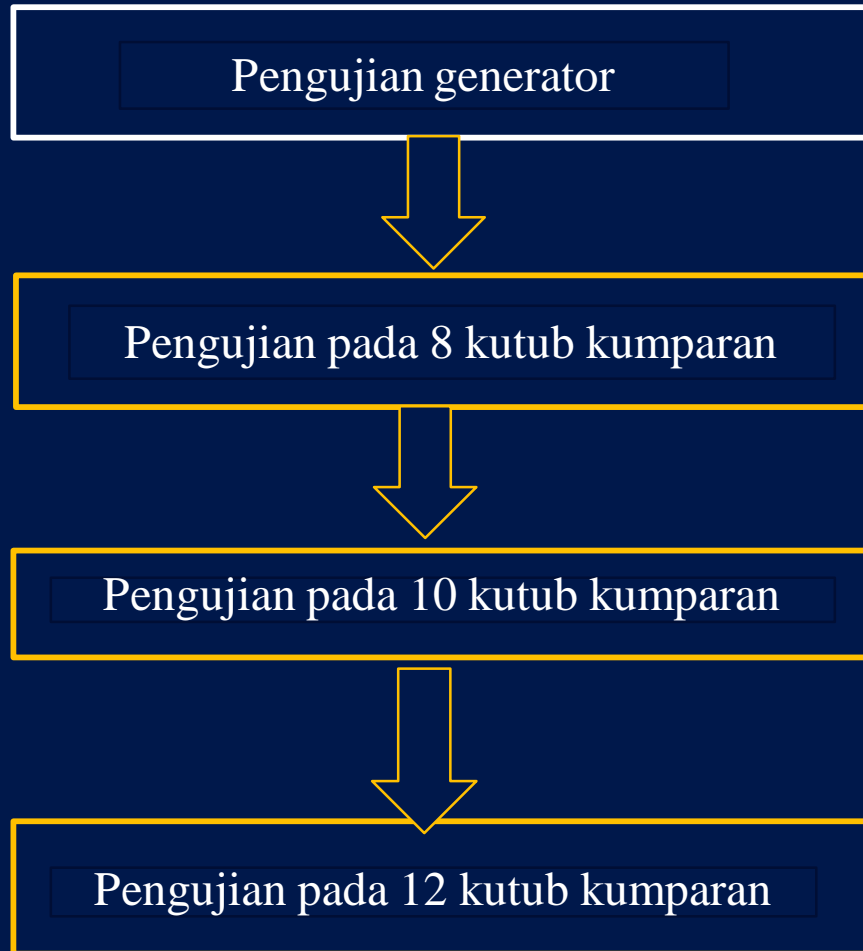 Pengujian generator
Pengujian pada 8 kutub kumparan
Pengujian pada 10 kutub kumparan
Pengujian pada 12 kutub kumparan